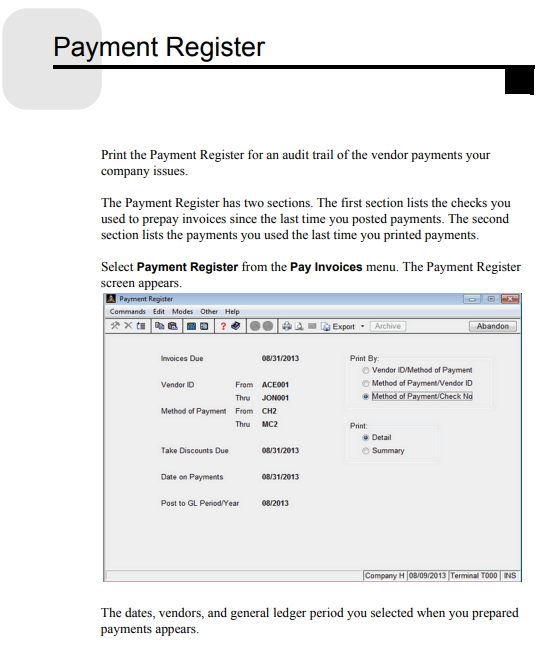 Payment Register
Print the Payment Register for an audit trail of the vendor payments your
company issues.
The Payment Register has two sections. The first section lists the checks you
used to prepay invoices since the last time you posted payments. The second
section lists the payments you used the last time you printed payments.
Select Payment Register from the Pay Invoices menu. The Payment Register
screen appears.
Payment Register
Commands Edit Modes Other Help
Export Archive Abandon
Invoices Due 08/31/2013
Vendor ID From ACE001
Thru JON001
Method of Payment From CH2
Thru MC2
Take Discounts Due 08/31/2013
Date on Payments 08/31/2013
Post to GL Period/Year 08/2013
Print By:
Vendor ID/Method of Payment
Method of Payment/Vendor ID
Method of Payment/Check No
Print:
Detail
Summary
Company H 08/09/2013 Terminal T000 INS
The dates, vendors, and general ledger period you selected when you prepared
payments appears.